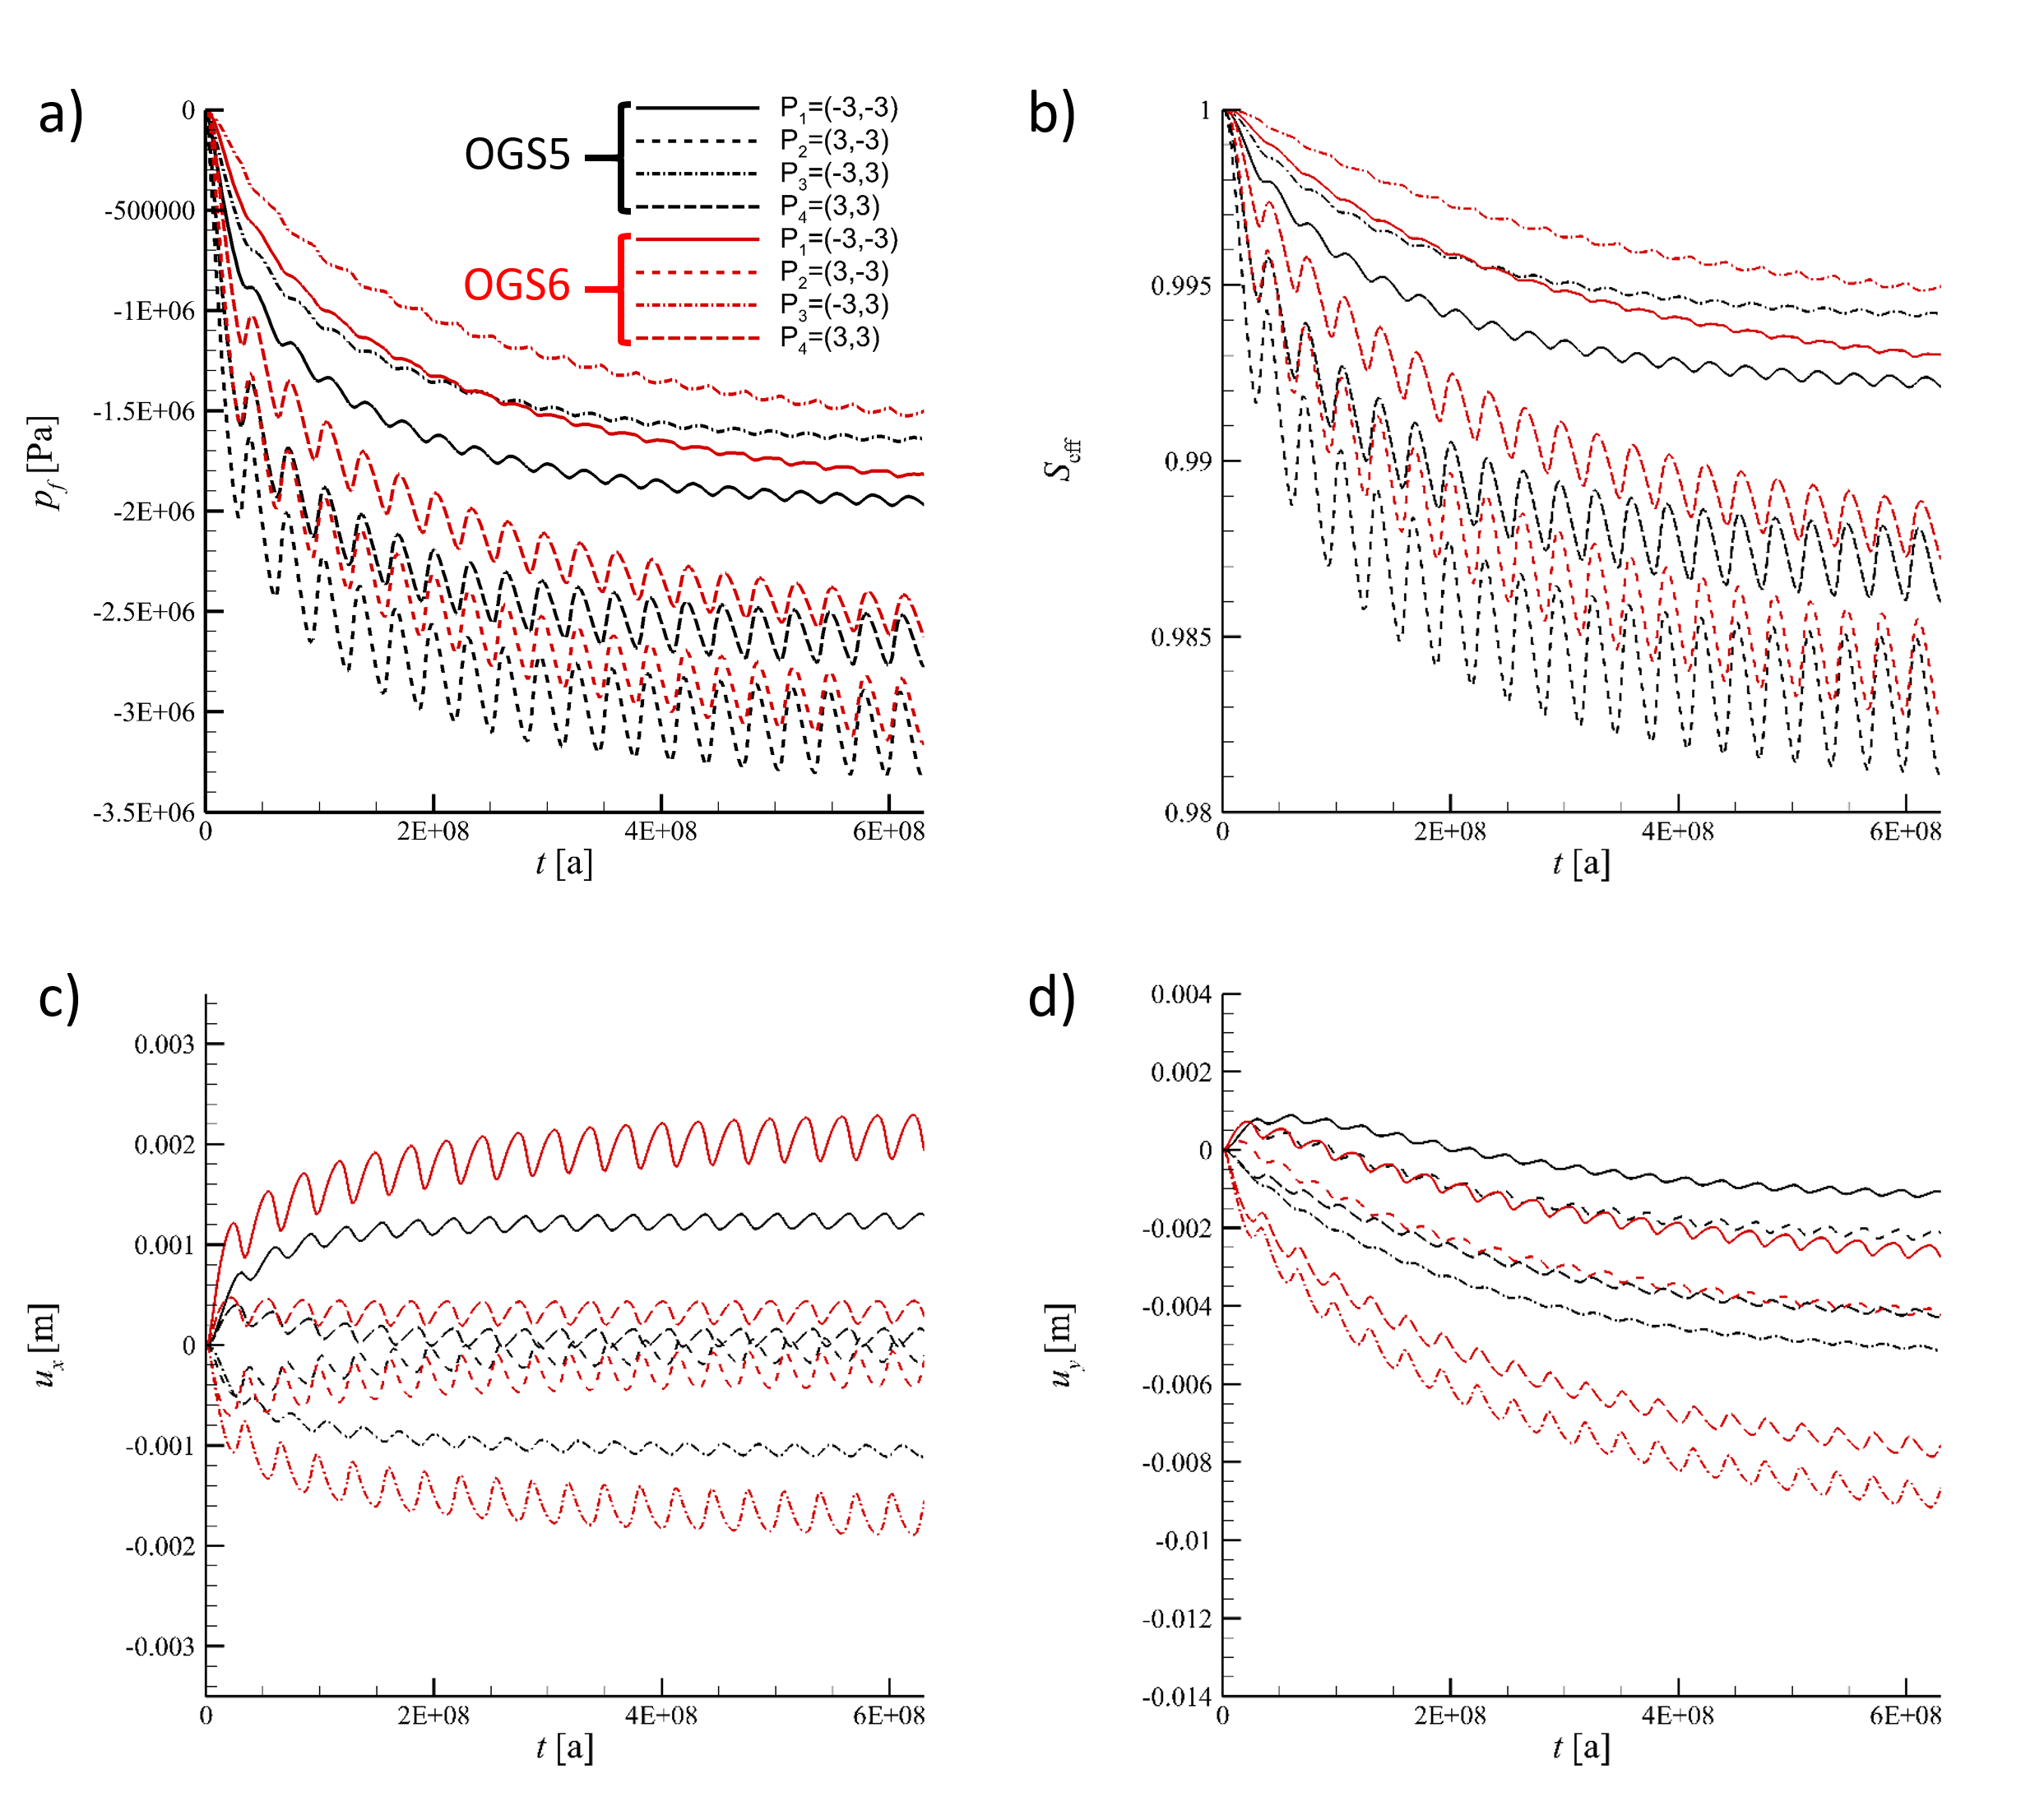 a)
0
-500000
-1E+06
-1.5E+06
-2E+06
-2.5E+06
-3E+06
-3.5E+06
p_f [Pa]
0 2E+08 4E+08 6E+08
t [a]
OGS5
P1=(-3,-3)
P2=(3,-3)
P3=(-3,3)
P4=(3,3)
OGS6
P1=(-3,-3)
P2=(3,-3)
P3=(-3,3)
P4=(3,3)
b)
1
0.995
0.99
0.985
0.98
S_eff
0 2E+08 4E+08 6E+08
t [a]
c)
0.003
0.002
0.001
0
-0.001
-0.002
-0.003
u_x [m]
0 2E+08 4E+08 6E+08
t [a]
d)
0.004
0.002
0
-0.002
-0.004
-0.006
-0.008
-0.01
-0.012
-0.014
u_y [m]
0 2E+08 4E+08 6E+08
t [a]